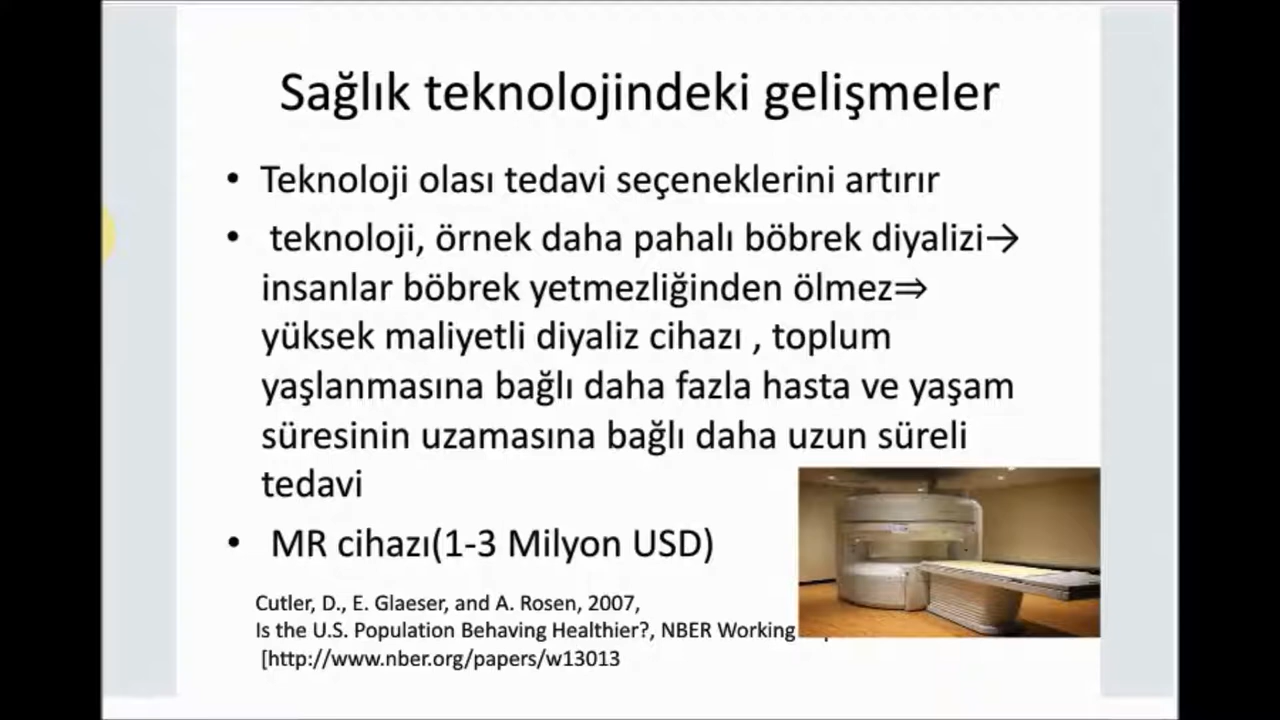 Sağlık teknolojindeki gelişmeler
• Teknoloji olası tedavi seçeneklerini artırır
• teknoloji, örnek daha pahalı böbrek diyalizi→
insanlar böbrek yetmezliğinden ölmez⇒
yüksek maliyetli diyaliz cihazı , toplum
yaşlanmasına bağlı daha fazla hasta ve yaşam
süresinin uzamasına bağlı daha uzun süreli
tedavi
• MR cihazı(1-3 Milyon USD)
Cutler, D., E. Glaeser, and A. Rosen, 2007,
Is the U.S. Population Behaving Healthier?, NBER Working
[http://www.nber.org/papers/w13013